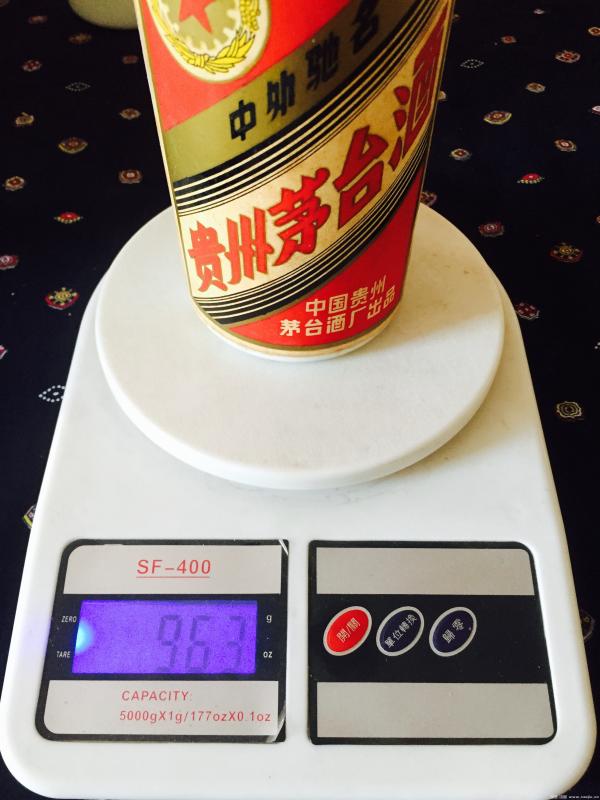 中外驰名
贵州茅台酒
中国贵州
茅台酒厂出品
SF-400
ZERO
g
963
TARE
oz
CAPACITY:
5000gX1g/177ozX0.1oz
開關
單位轉換
歸零